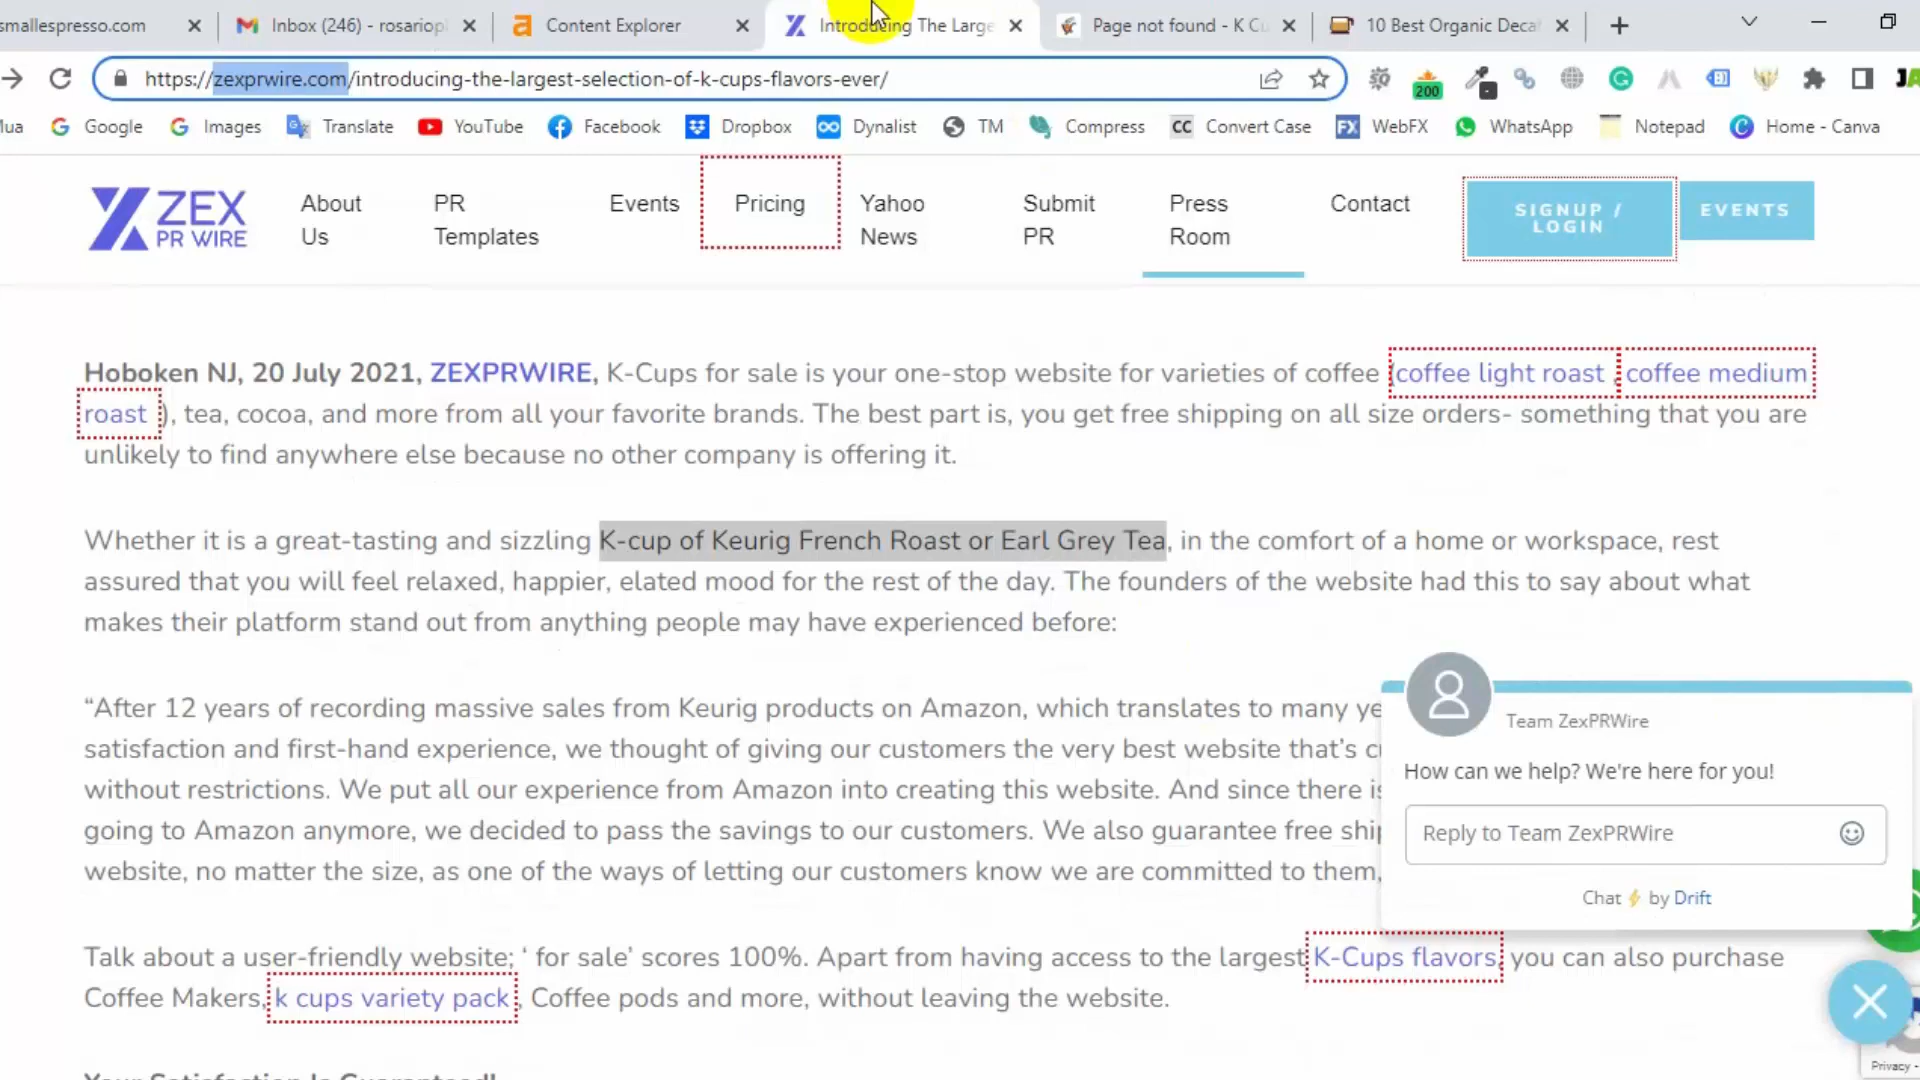 smallespresso.com
Inbox (246) - rosariopl
Content Explorer
Introducing The Large
Page not found - K Cu
10 Best Organic Decaf
https://zexprwire.com/introducing-the-largest-selection-of-k-cups-flavors-ever/
200
Google
Images
Translate
YouTube
Facebook
Dropbox
Dynalist
TM
Compress
CC Convert Case
FX WebFX
WhatsApp
Notepad
Home - Canva
ZEX
PR WIRE
About
Us
PR
Templates
Events
Pricing
Yahoo
News
Submit
PR
Press
Room
Contact
SIGNUP /
LOGIN
EVENTS
Hoboken NJ, 20 July 2021, ZEXPRWIRE, K-Cups for sale is your one-stop website for varieties of coffee (coffee light roast , coffee medium
roast ), tea, cocoa, and more from all your favorite brands. The best part is, you get free shipping on all size orders- something that you are
unlikely to find anywhere else because no other company is offering it.
Whether it is a great-tasting and sizzling K-cup of Keurig French Roast or Earl Grey Tea, in the comfort of a home or workspace, rest
assured that you will feel relaxed, happier, elated mood for the rest of the day. The founders of the website had this to say about what
makes their platform stand out from anything people may have experienced before:
“After 12 years of recording massive sales from Keurig products on Amazon, which translates to many ye
satisfaction and first-hand experience, we thought of giving our customers the very best website that’s
without restrictions. We put all our experience from Amazon into creating this website. And since there is
going to Amazon anymore, we decided to pass the savings to our customers. We also guarantee free ship
website, no matter the size, as one of the ways of letting our customers know we are committed to them,
Talk about a user-friendly website; ‘ for sale’ scores 100%. Apart from having access to the largest K-Cups flavors, you can also purchase
Coffee Makers, k cups variety pack , Coffee pods and more, without leaving the website.
Your Satisfaction Is Guaranteed!
Team ZexPRWire
How can we help? We're here for you!
Reply to Team ZexPRWire
Chat ⚡ by Drift
Privacy -